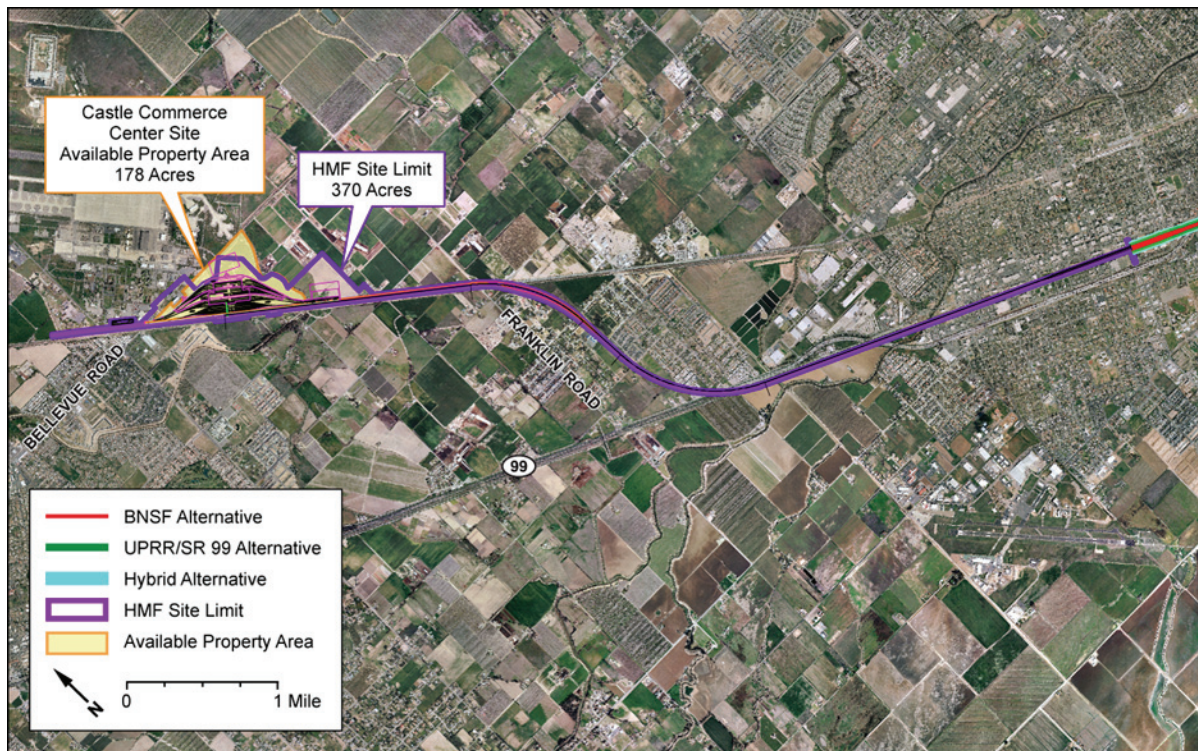 Castle Commerce
Center Site
Available Property Area
178 Acres
HMF Site Limit
370 Acres
BELLEVUE ROAD
FRANKLIN ROAD
99
BNSF Alternative
UPRR/SR 99 Alternative
Hybrid Alternative
HMF Site Limit
Available Property Area
N
0
1 Mile